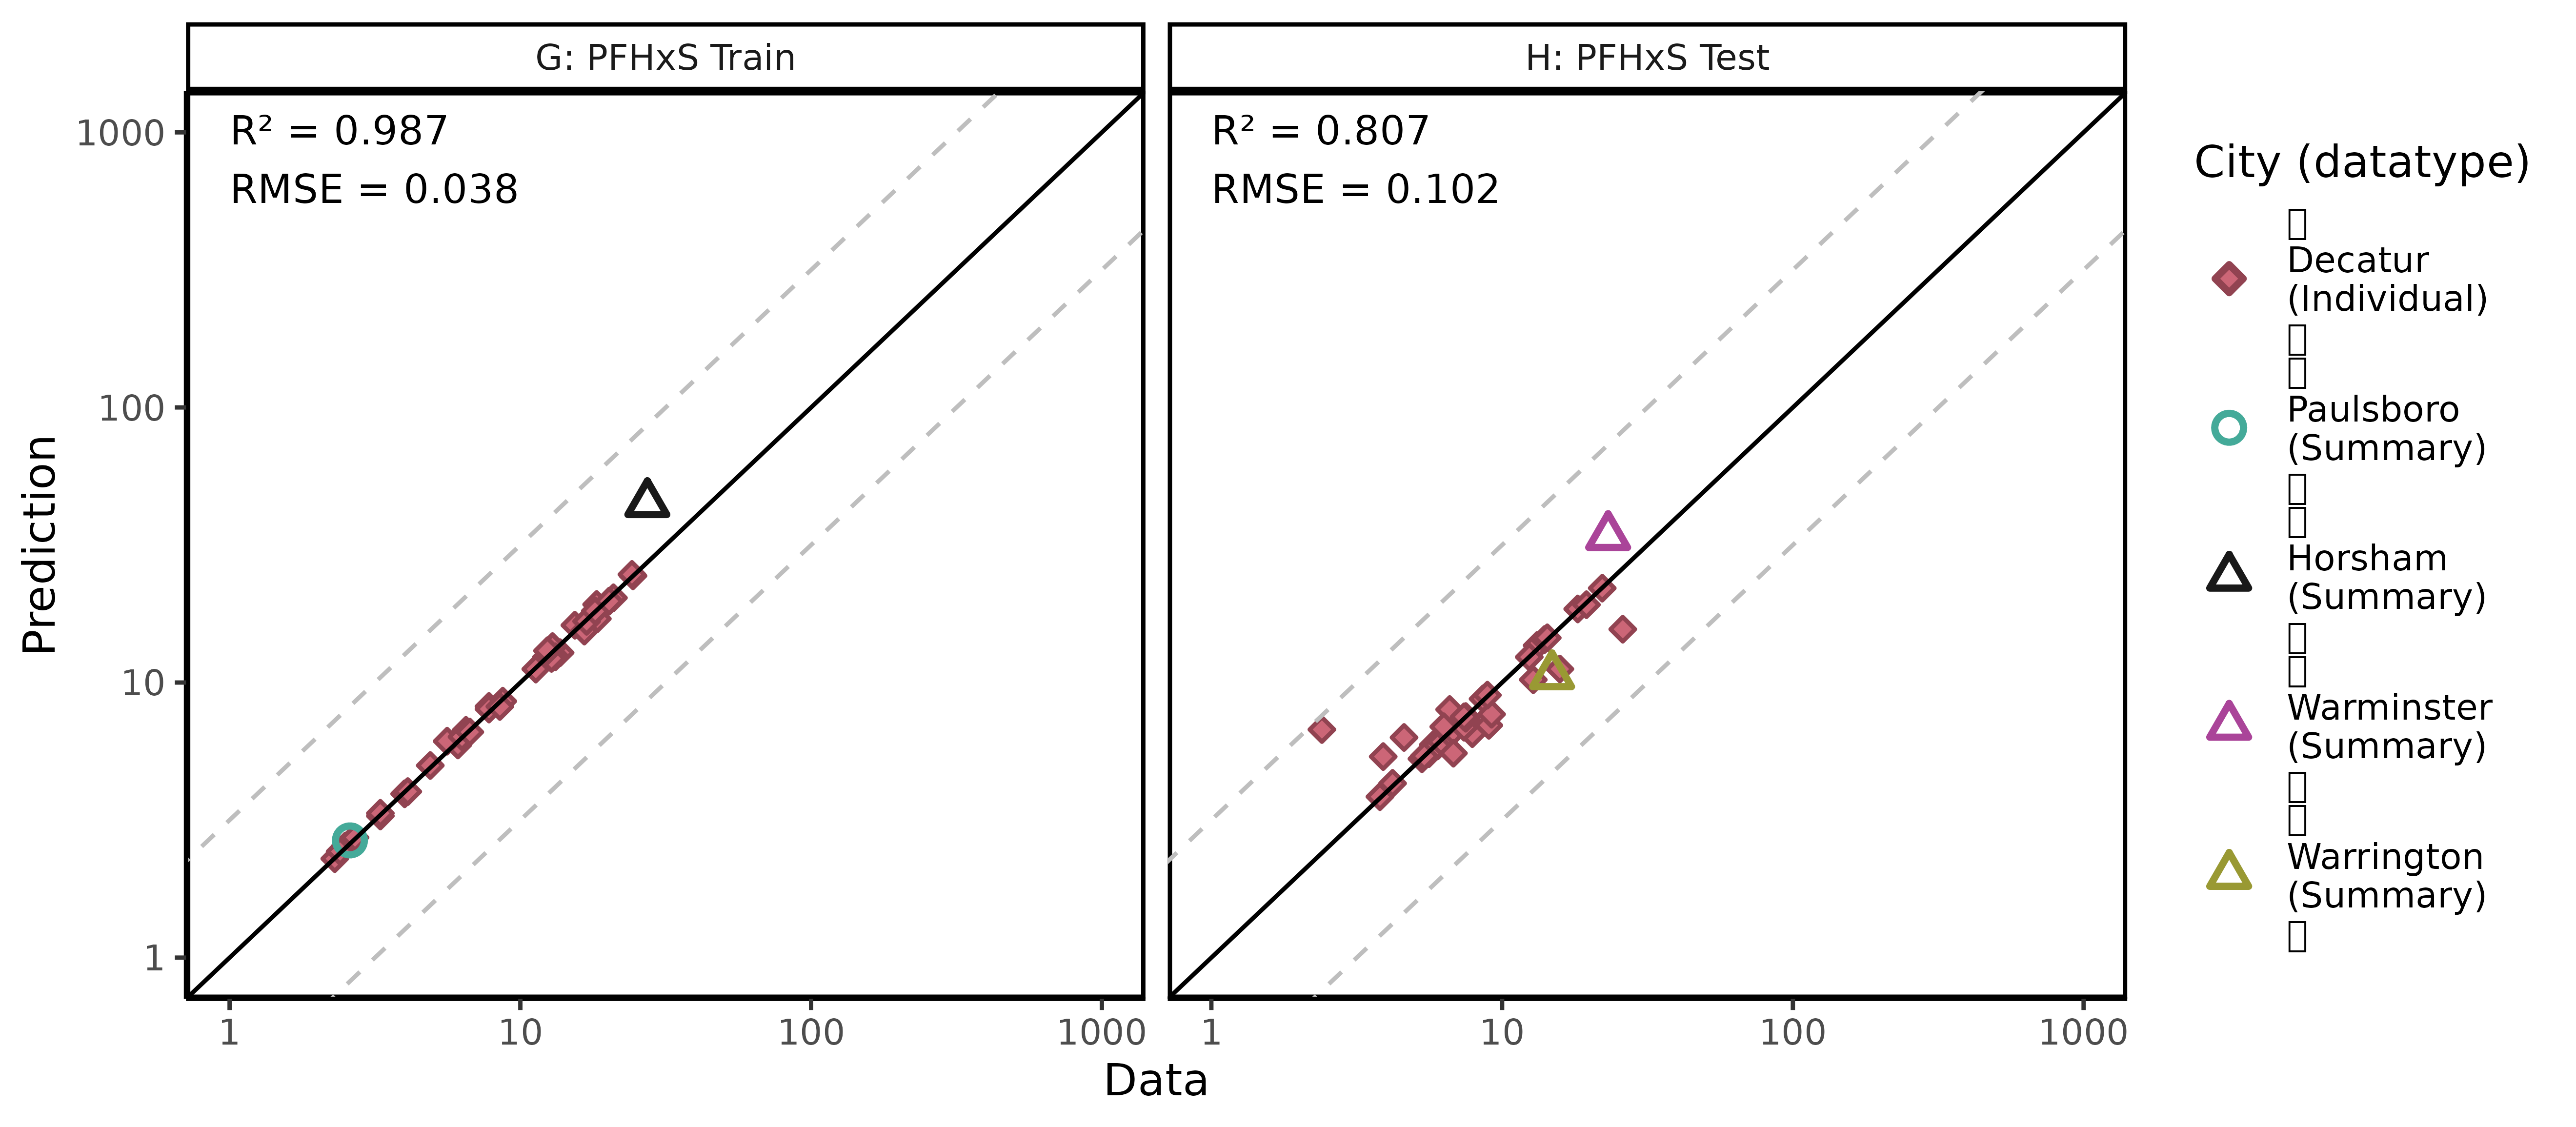 G: PFHxS Train
H: PFHxS Test
R² = 0.987
RMSE = 0.038
R² = 0.807
RMSE = 0.102
1000
100
10
1
Prediction
1
10
100
1000
1
10
100
1000
Data
City (datatype)
Decatur
(Individual)
Paulsboro
(Summary)
Horsham
(Summary)
Warminster
(Summary)
Warrington
(Summary)